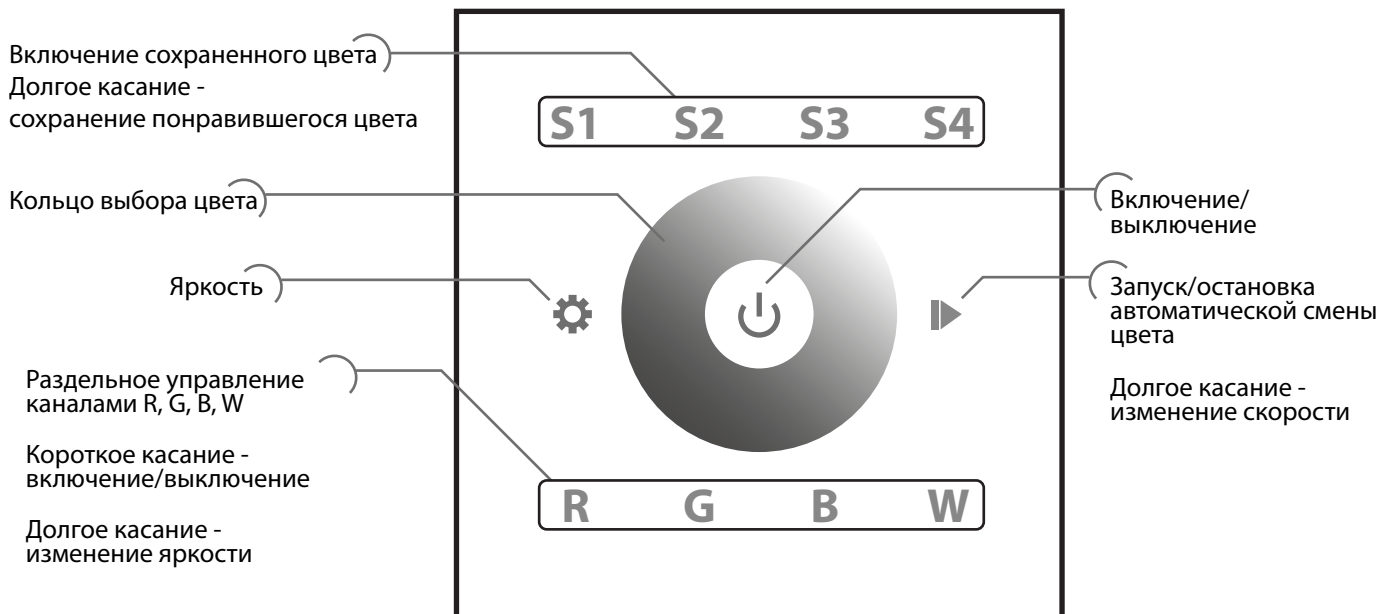 Включение сохраненного цвета
Долгое касание -
сохранение понравившегося цвета
S1 S2 S3 S4
Кольцо выбора цвета
Включение/
выключение
Яркость
Запуск/остановка
автоматической смены
цвета
Долгое касание -
изменение скорости
Раздельное управление
каналами R, G, B, W
Короткое касание -
включение/выключение
Долгое касание -
изменение яркости
R G B W